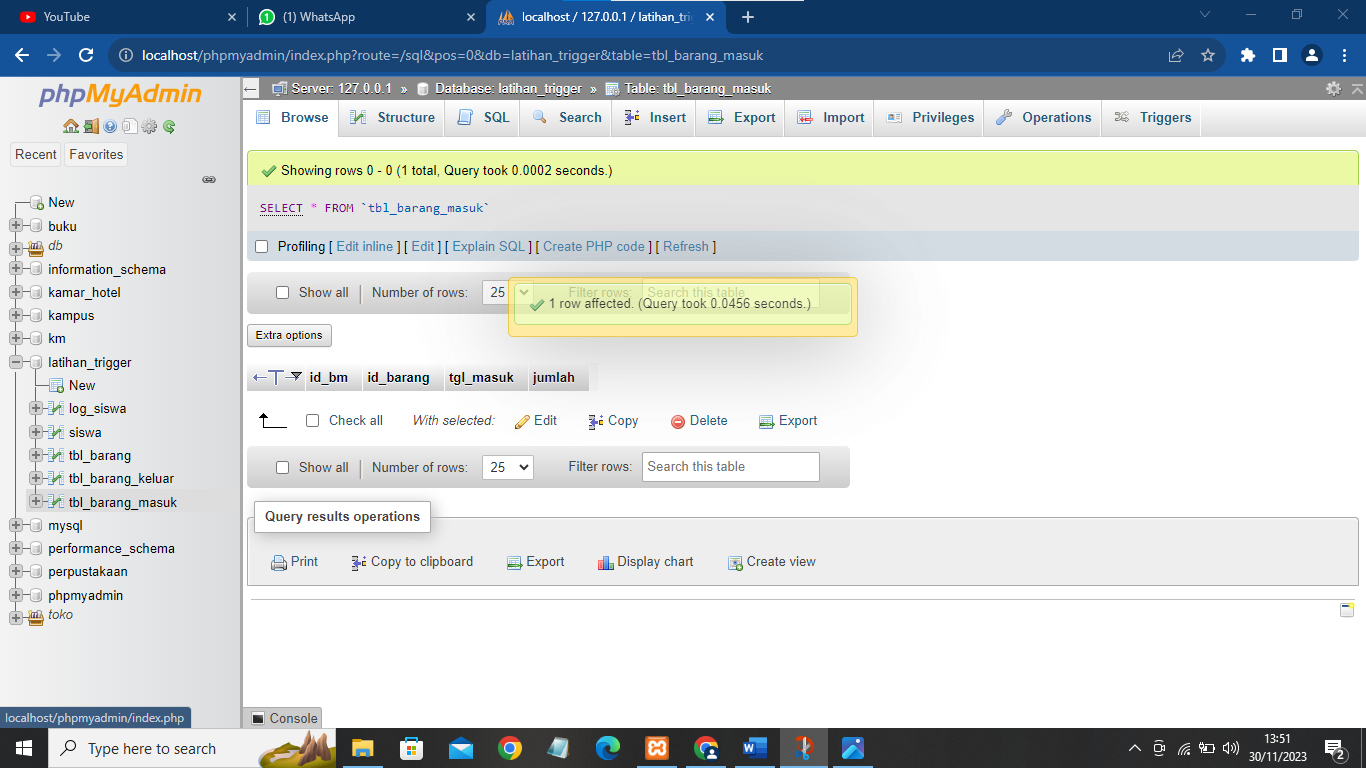 YouTube
(1) WhatsApp
localhost / 127.0.0.1 / latihan_tri
localhost/phpmyadmin/index.php?route=/sql&pos=0&db=latihan_trigger&table=tbl_barang_masuk
phpMyAdmin
Recent
Favorites
New
buku
db
information_schema
kamar_hotel
kampus
km
latihan_trigger
New
log_siswa
siswa
tbl_barang
tbl_barang_keluar
tbl_barang_masuk
mysql
performance_schema
perpustakaan
phpmyadmin
toko
localhost/phpmyadmin/index.php
Server: 127.0.0.1 » Database: latihan_trigger » Table: tbl_barang_masuk
Browse Structure SQL Search Insert Export Import Privileges Operations Triggers
Showing rows 0 - 0 (1 total, Query took 0.0002 seconds.)
SELECT * FROM `tbl_barang_masuk`
Profiling [ Edit inline ] [ Edit ] [ Explain SQL ] [ Create PHP code ] [ Refresh ]
Show all Number of rows: 25 Filter rows: Search this table
1 row affected. (Query took 0.0456 seconds.)
Extra options
id_bm id_barang tgl_masuk jumlah
Check all With selected: Edit Copy Delete Export
Show all Number of rows: 25 Filter rows: Search this table
Query results operations
Print Copy to clipboard Export Display chart Create view
Console
Type here to search
13:51
30/11/2023
2